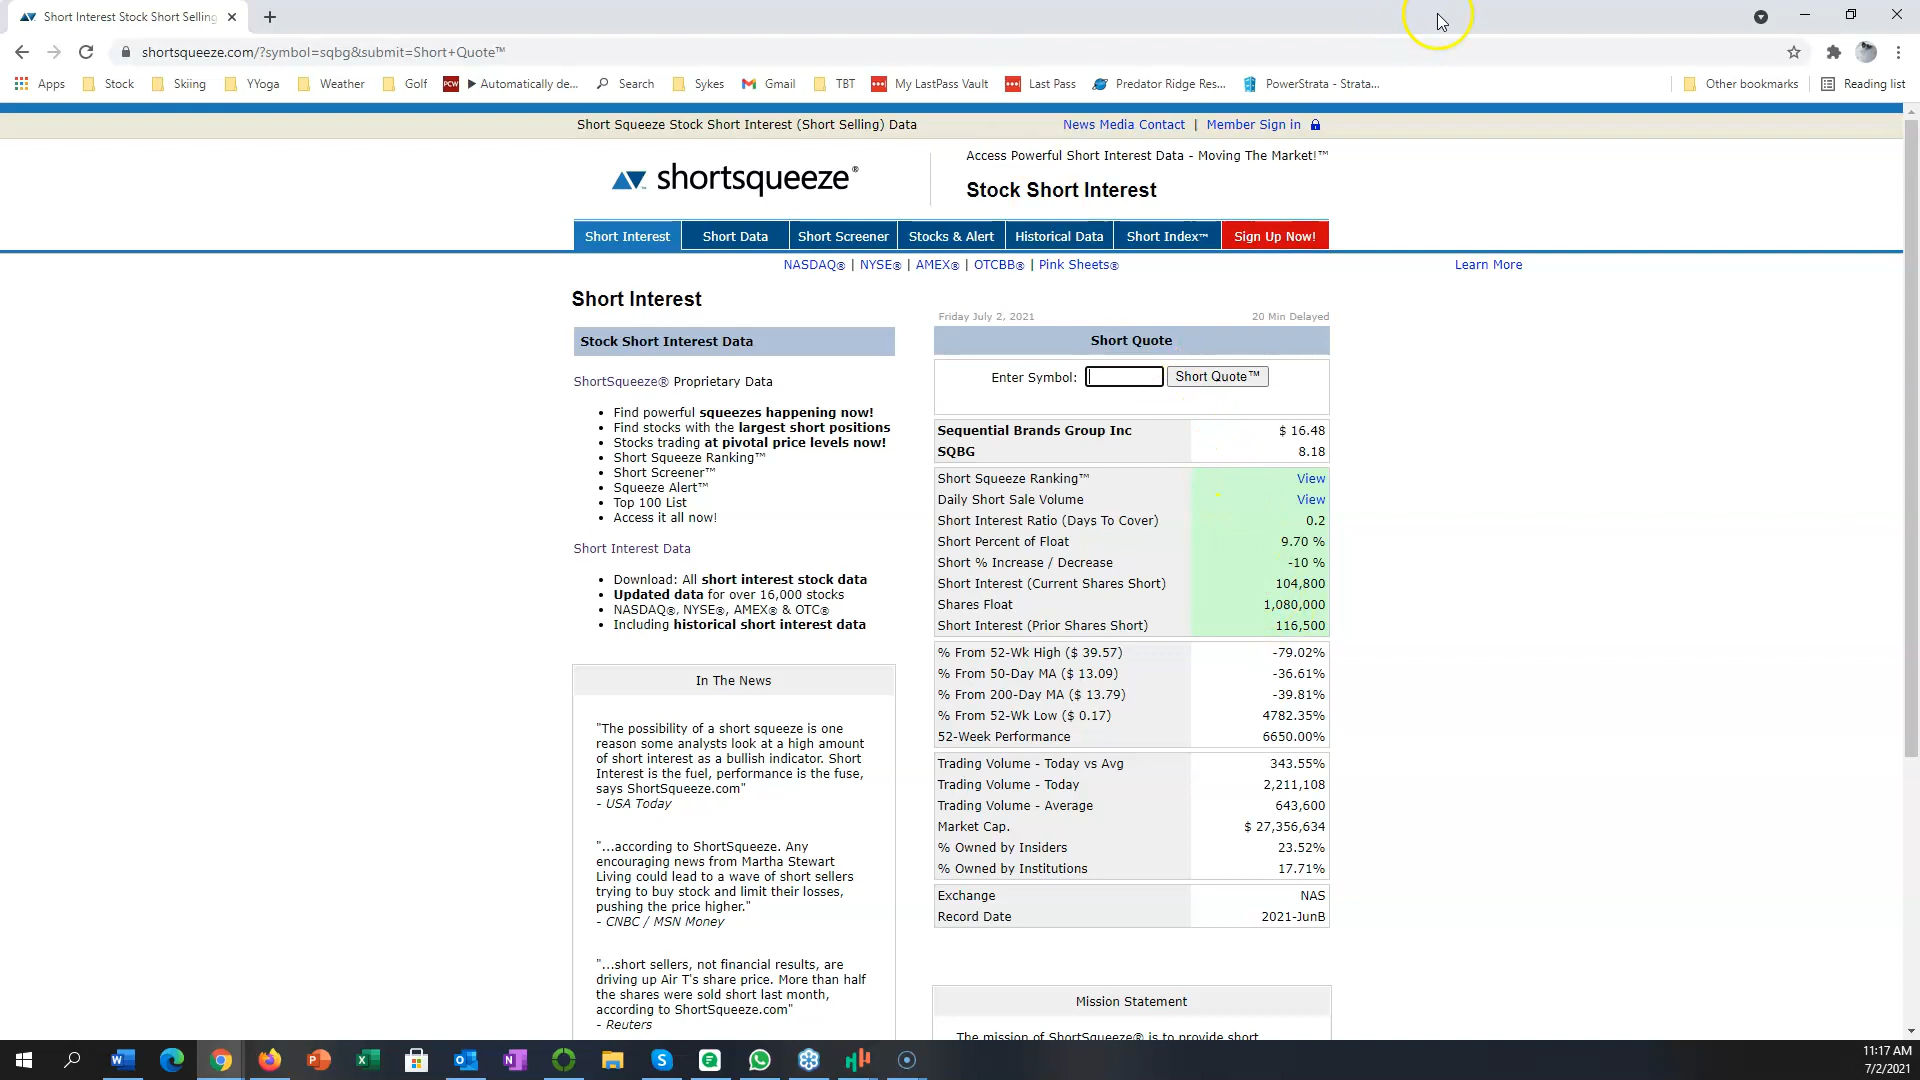 Short Interest Stock Short Selling
shortsqueeze.com/?symbol=sqbg&submit=Short+Quote™
Apps Stock Skiing YYoga Weather Golf PCW ▶ Automatically de... Search Sykes Gmail TBT My LastPass Vault Last Pass Predator Ridge Res... PowerStrata - Strata... Other bookmarks Reading list
Short Squeeze Stock Short Interest (Short Selling) Data
News Media Contact | Member Sign in
shortsqueeze®
Access Powerful Short Interest Data - Moving The Market!™
Stock Short Interest
Short Interest Short Data Short Screener Stocks & Alert Historical Data Short Index™ Sign Up Now!
NASDAQ® | NYSE® | AMEX® | OTCBB® | Pink Sheets®
Learn More
Short Interest
Stock Short Interest Data
ShortSqueeze® Proprietary Data
• Find powerful squeezes happening now!
• Find stocks with the largest short positions
• Stocks trading at pivotal price levels now!
• Short Squeeze Ranking™
• Short Screener™
• Squeeze Alert™
• Top 100 List
• Access it all now!
Short Interest Data
• Download: All short interest stock data
• Updated data for over 16,000 stocks
• NASDAQ®, NYSE®, AMEX® & OTC®
• Including historical short interest data
In The News
"The possibility of a short squeeze is one
reason some analysts look at a high amount
of short interest as a bullish indicator. Short
Interest is the fuel, performance is the fuse,
says ShortSqueeze.com"
- USA Today
"...according to ShortSqueeze. Any
encouraging news from Martha Stewart
Living could lead to a wave of short sellers
trying to buy stock and limit their losses,
pushing the price higher."
- CNBC / MSN Money
"...short sellers, not financial results, are
driving up Air T's share price. More than half
the shares were sold short last month,
according to ShortSqueeze.com"
- Reuters
Friday July 2, 2021 20 Min Delayed
Short Quote
Enter Symbol: Short Quote™
Sequential Brands Group Inc $ 16.48
SQBG 8.18
Short Squeeze Ranking™ View
Daily Short Sale Volume View
Short Interest Ratio (Days To Cover) 0.2
Short Percent of Float 9.70 %
Short % Increase / Decrease -10 %
Short Interest (Current Shares Short) 104,800
Shares Float 1,080,000
Short Interest (Prior Shares Short) 116,500
% From 52-Wk High ($ 39.57) -79.02%
% From 50-Day MA ($ 13.09) -36.61%
% From 200-Day MA ($ 13.79) -39.81%
% From 52-Wk Low ($ 0.17) 4782.35%
52-Week Performance 6650.00%
Trading Volume - Today vs Avg 343.55%
Trading Volume - Today 2,211,108
Trading Volume - Average 643,600
Market Cap. $ 27,356,634
% Owned by Insiders 23.52%
% Owned by Institutions 17.71%
Exchange NAS
Record Date 2021-JunB
Mission Statement
The mission of ShortSqueeze® is to provide short
11:17 AM
7/2/2021